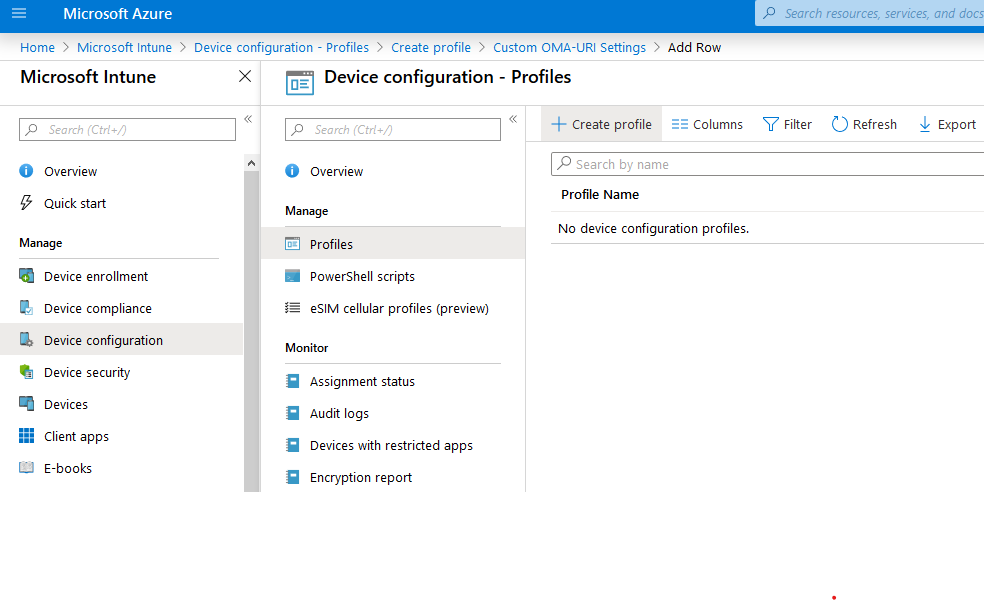 Microsoft Azure
Search resources, services, and docs
Home > Microsoft Intune > Device configuration - Profiles > Create profile > Custom OMA-URI Settings > Add Row
Microsoft Intune
Search (Ctrl+/)
Overview
Quick start
Manage
Device enrollment
Device compliance
Device configuration
Device security
Devices
Client apps
E-books
Device configuration - Profiles
Search (Ctrl+/)
Overview
Manage
Profiles
PowerShell scripts
eSIM cellular profiles (preview)
Monitor
Assignment status
Audit logs
Devices with restricted apps
Encryption report
Create profile Columns Filter Refresh Export
Search by name
Profile Name
No device configuration profiles.